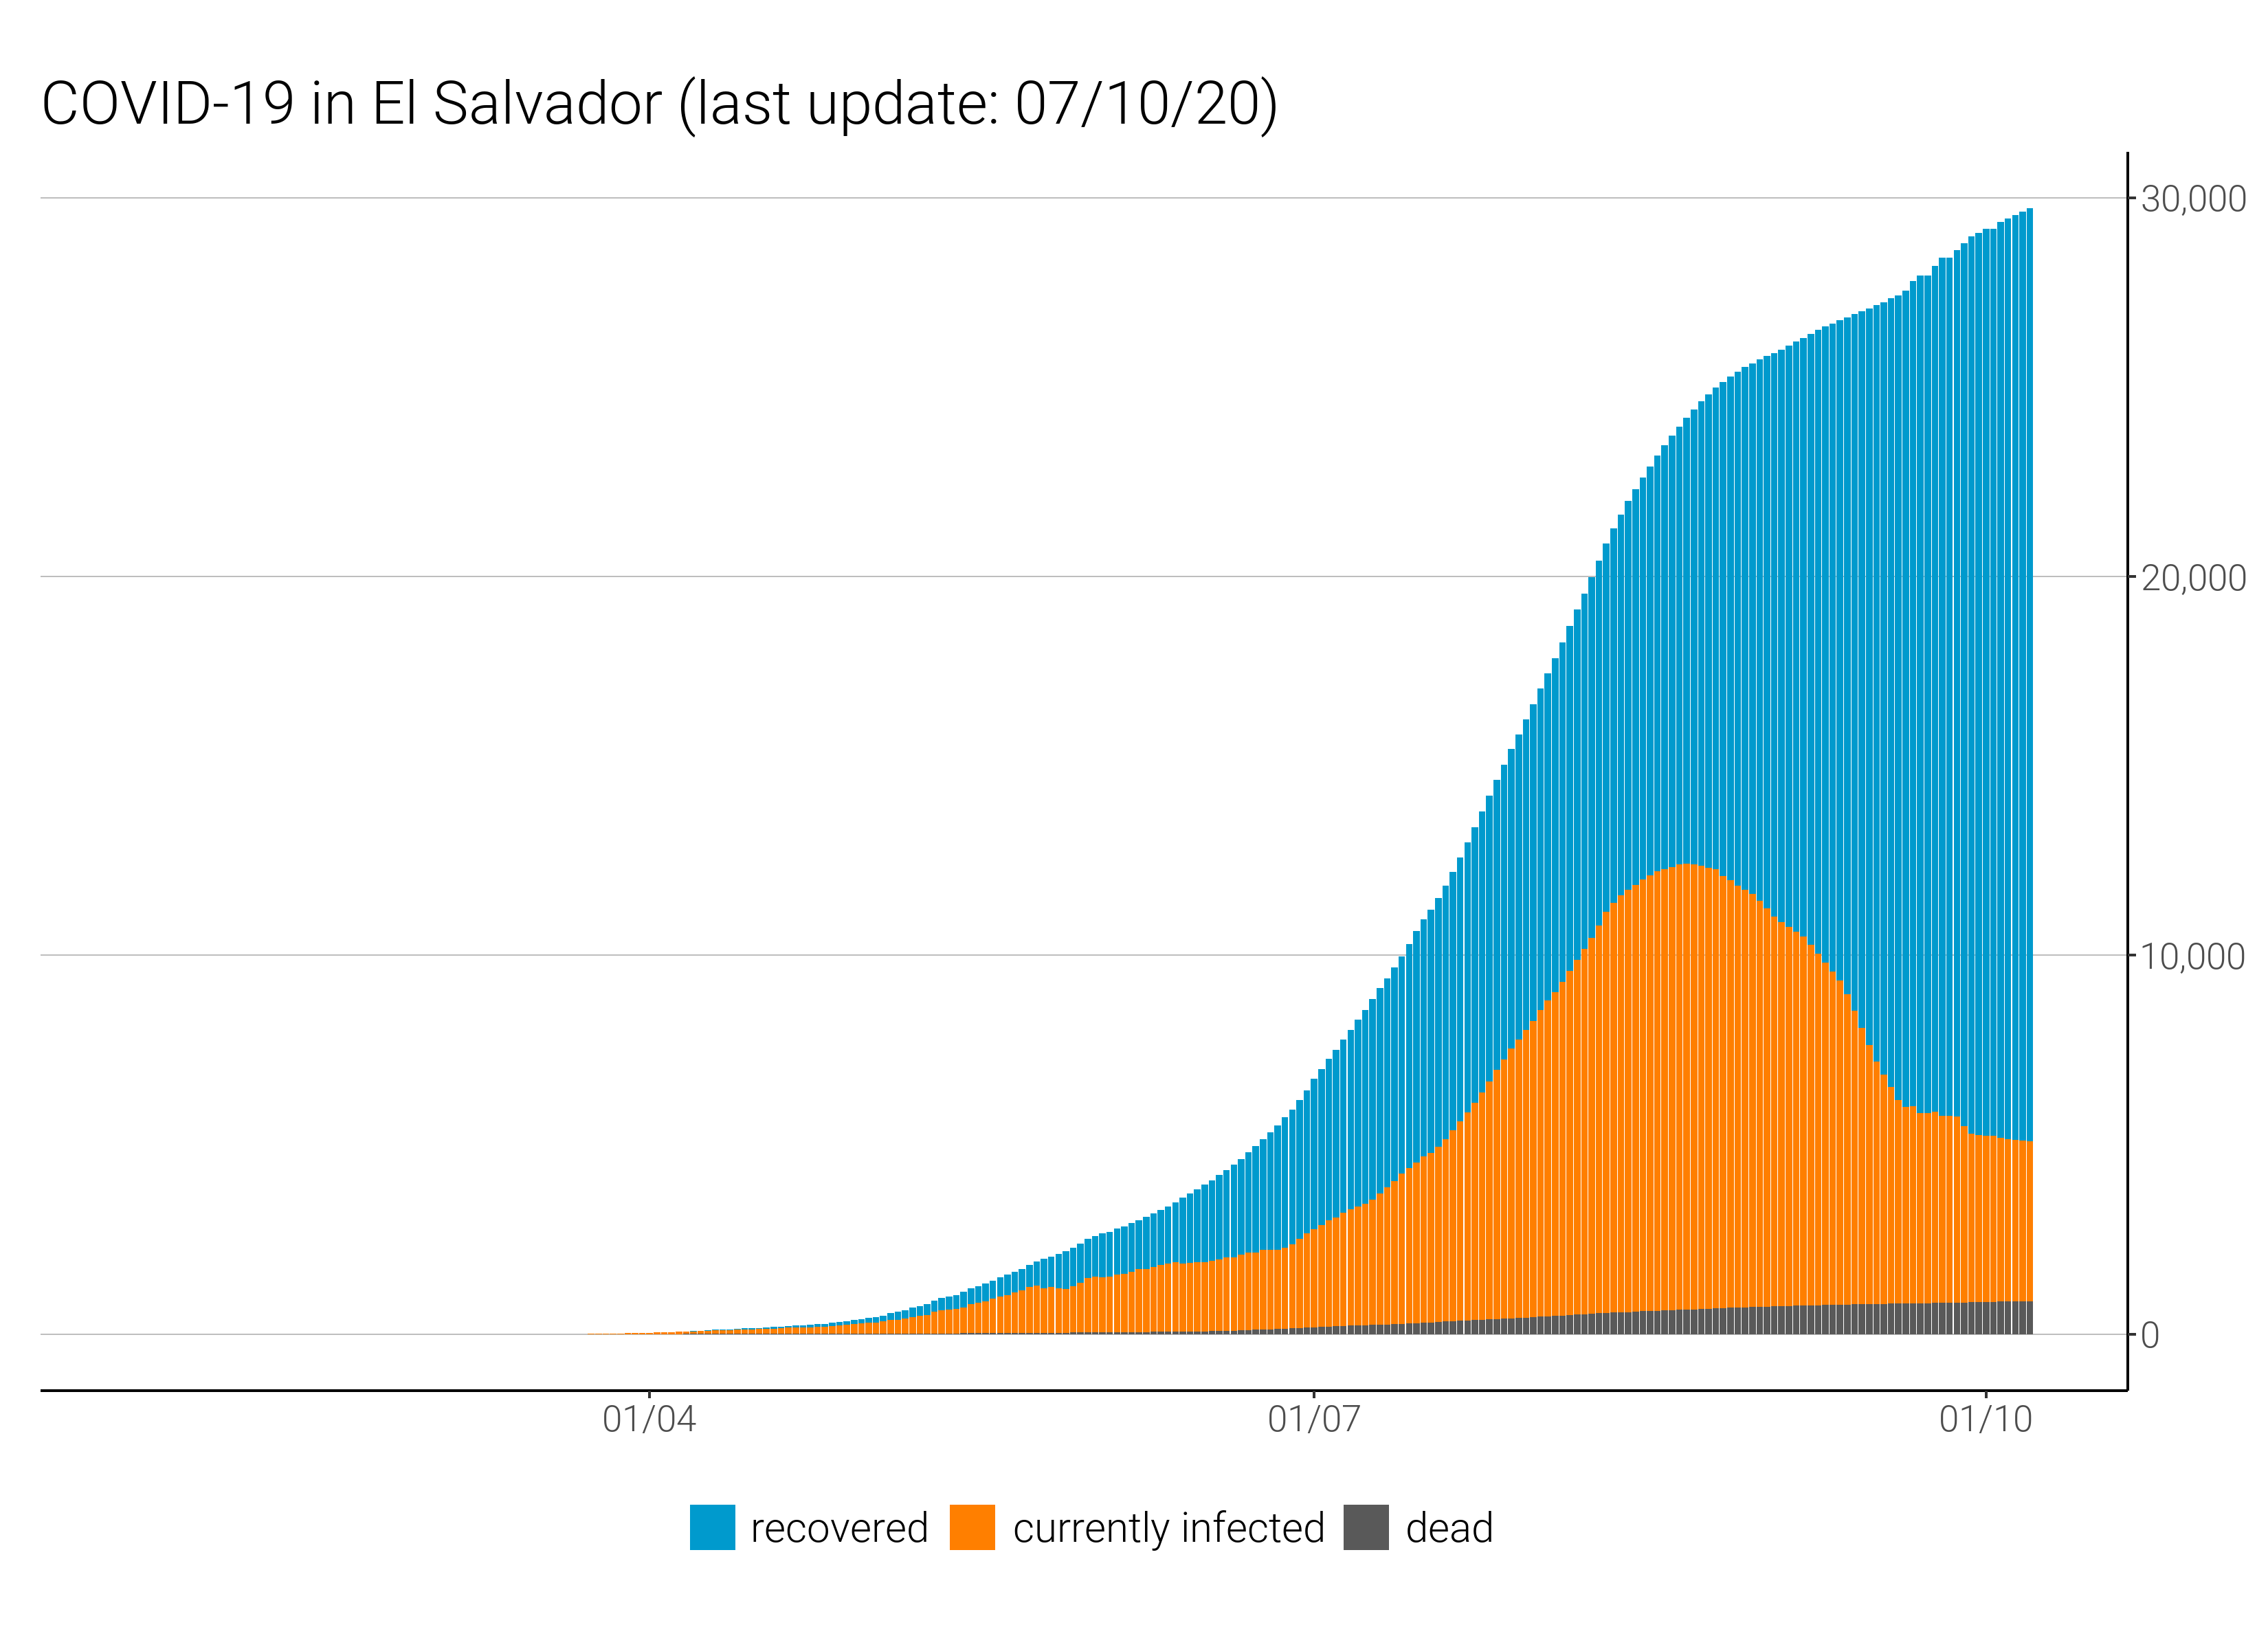 COVID-19 in El Salvador (last update: 07/10/20)
30,000
20,000
10,000
0
01/04 01/07 01/10
recovered currently infected dead